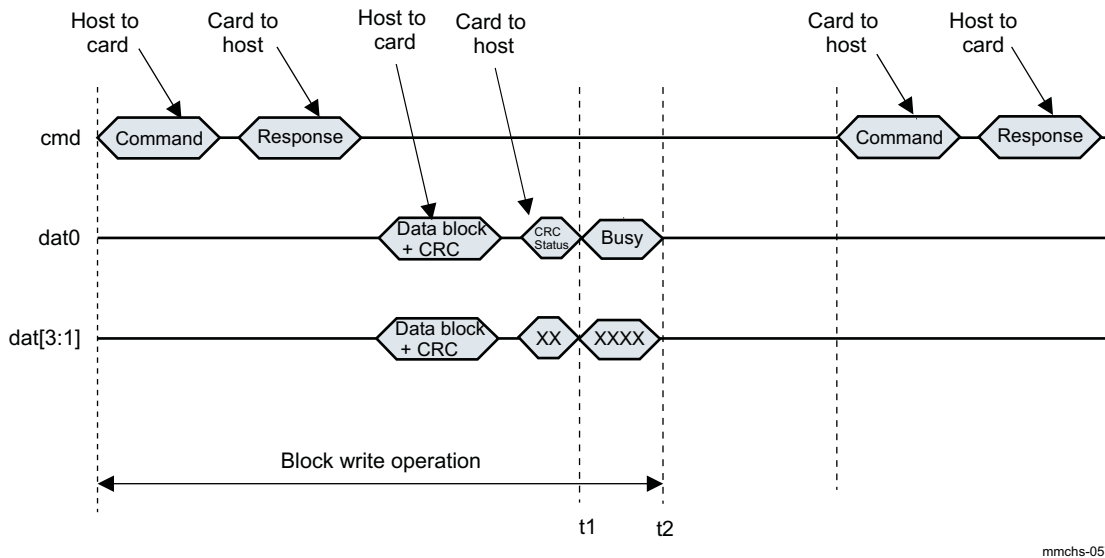 Host to
card
Card to
host
Host to
card
Card to
host
Card to
host
Host to
card
cmd
Command
Response
Command
Response
dat0
Data block
+ CRC
CRC
Status
Busy
dat[3:1]
Data block
+ CRC
XX
XXXX
Block write operation
t1
t2
mmchs-05